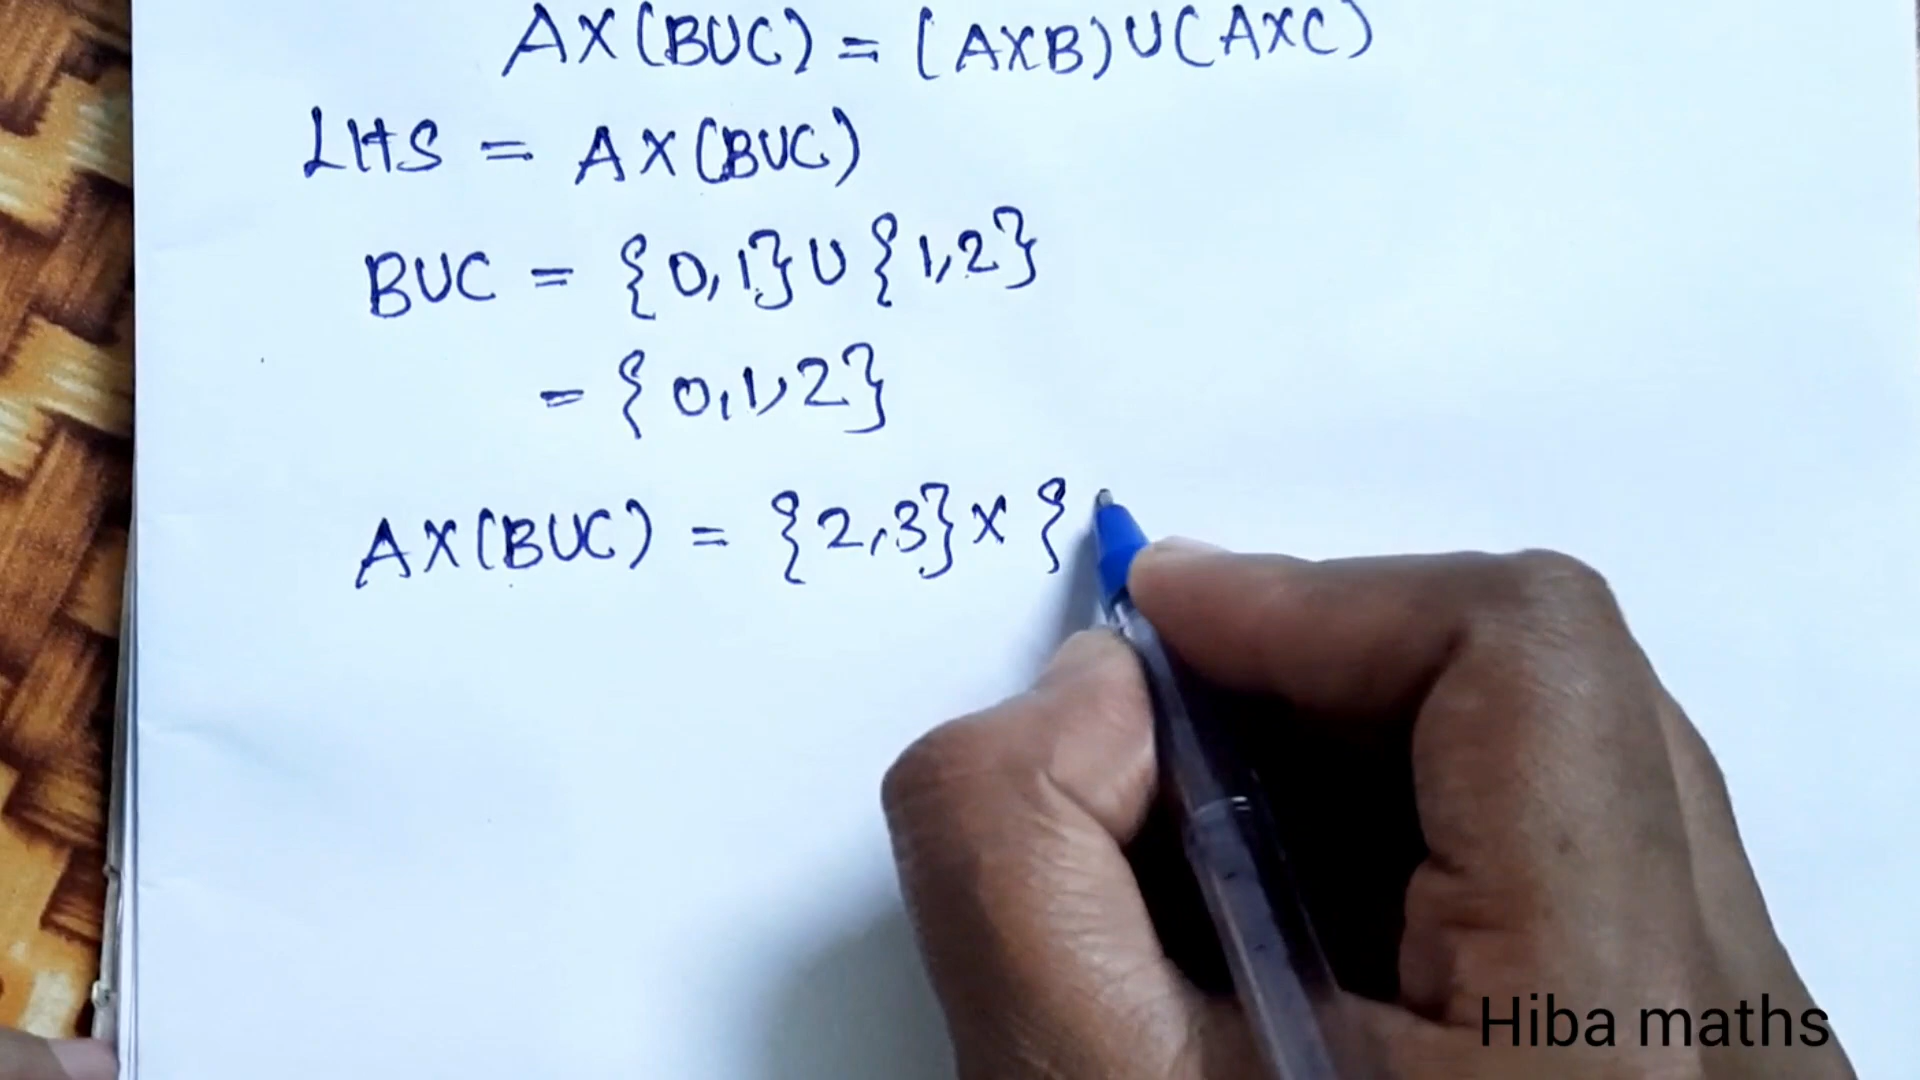 AX(BUC) = (AXB)U(AXC)
LHS = AX(BUC)
BUC = {0,1}U{1,2}
= {0,1,2}
AX(BUC) = {2,3}X{
Hiba maths